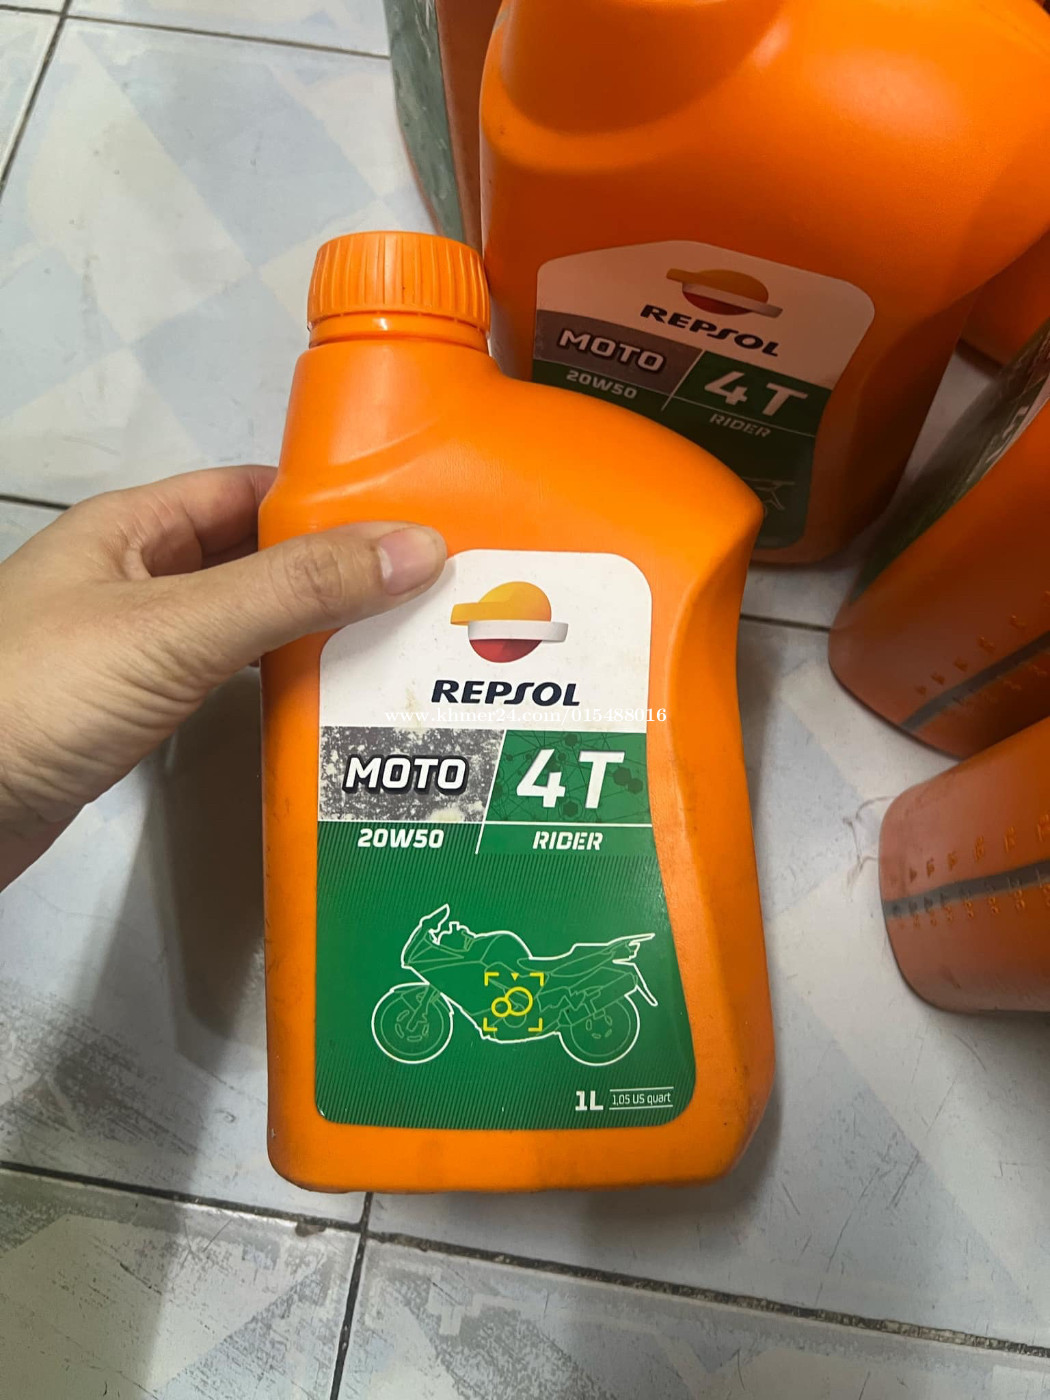 REPSOL
MOTO 4T
20W50 RIDER
REPSOL
www.khmer24.com/015488016
MOTO 4T
20W50 RIDER
1L 1,05 US quart